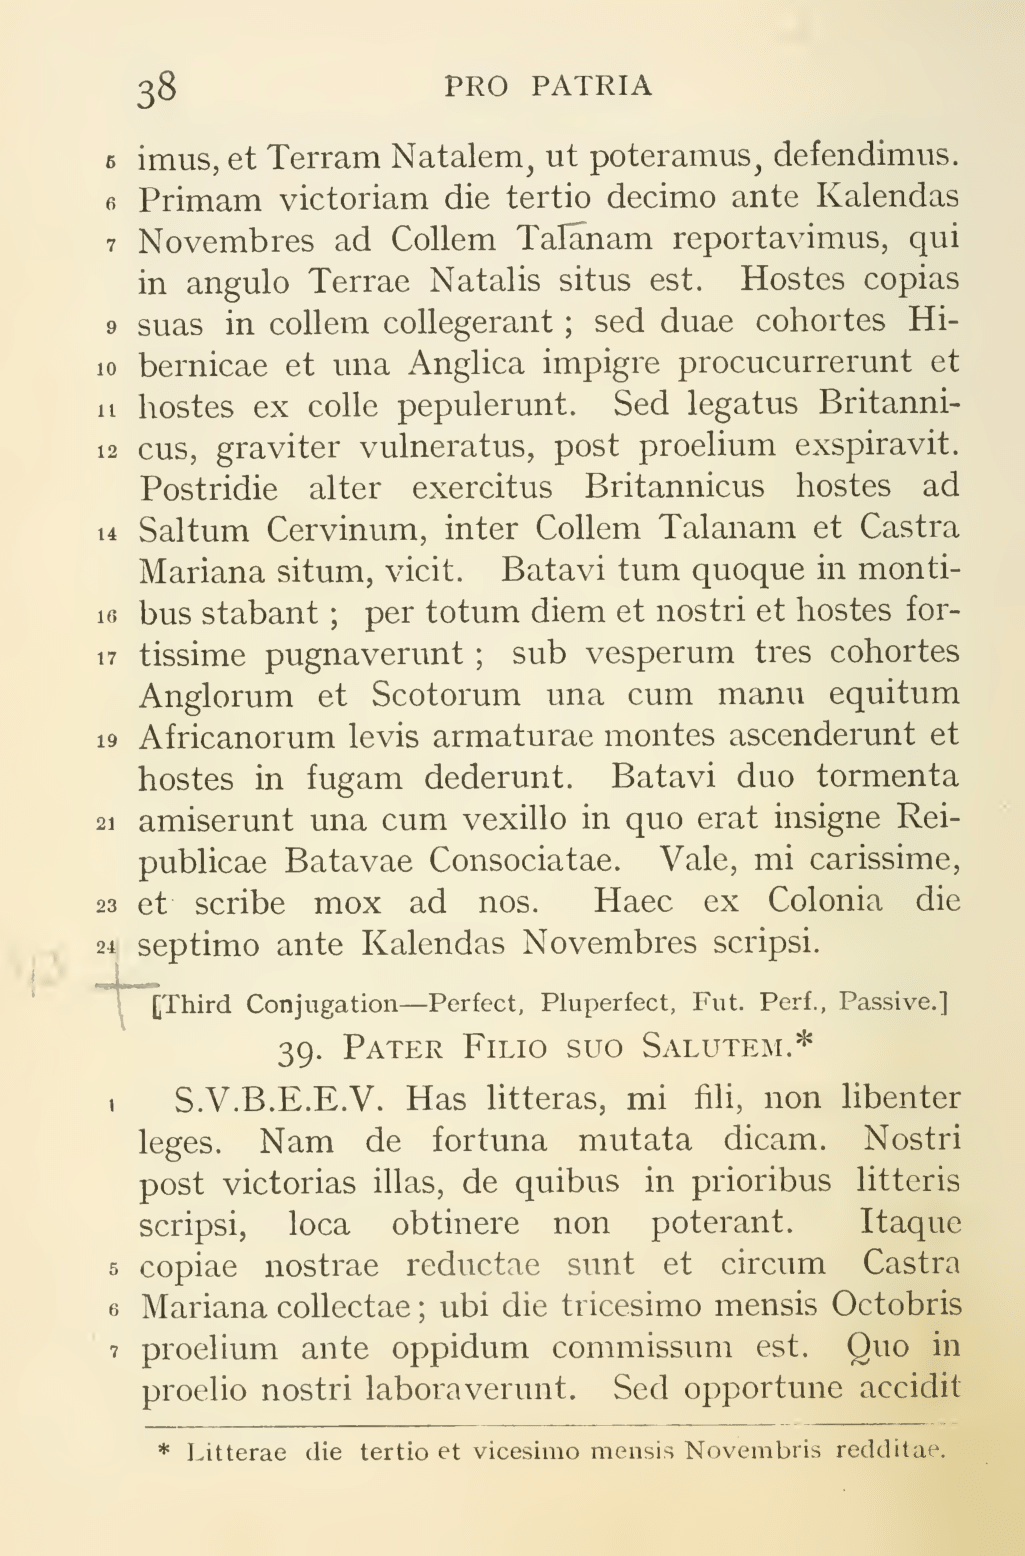 38 PRO PATRIA
5 imus, et Terram Natalem, ut poteramus, defendimus.
6 Primam victoriam die tertio decimo ante Kalendas
7 Novembres ad Collem Talānam reportavimus, qui
in angulo Terrae Natalis situs est. Hostes copias
9 suas in collem collegerant ; sed duae cohortes Hi-
10 bernicae et una Anglica impigre procucurrerunt et
11 hostes ex colle pepulerunt. Sed legatus Britanni-
12 cus, graviter vulneratus, post proelium exspiravit.
Postridie alter exercitus Britannicus hostes ad
14 Saltum Cervinum, inter Collem Talanam et Castra
Mariana situm, vicit. Batavi tum quoque in monti-
16 bus stabant ; per totum diem et nostri et hostes for-
17 tissime pugnaverunt ; sub vesperum tres cohortes
Anglorum et Scotorum una cum manu equitum
19 Africanorum levis armaturae montes ascenderunt et
hostes in fugam dederunt. Batavi duo tormenta
21 amiserunt una cum vexillo in quo erat insigne Rei-
publicae Batavae Consociatae. Vale, mi carissime,
23 et scribe mox ad nos. Haec ex Colonia die
24 septimo ante Kalendas Novembres scripsi.
[Third Conjugation—Perfect, Pluperfect, Fut. Perf., Passive.]
39. PATER FILIO SUO SALUTEM.*
1 S.V.B.E.E.V. Has litteras, mi fili, non libenter
leges. Nam de fortuna mutata dicam. Nostri
post victorias illas, de quibus in prioribus litteris
scripsi, loca obtinere non poterant. Itaque
5 copiae nostrae reductae sunt et circum Castra
6 Mariana collectae ; ubi die tricesimo mensis Octobris
7 proelium ante oppidum commissum est. Quo in
proelio nostri laboraverunt. Sed opportune accidit
* Litterae die tertio et vicesimo mensis Novembris redditae.